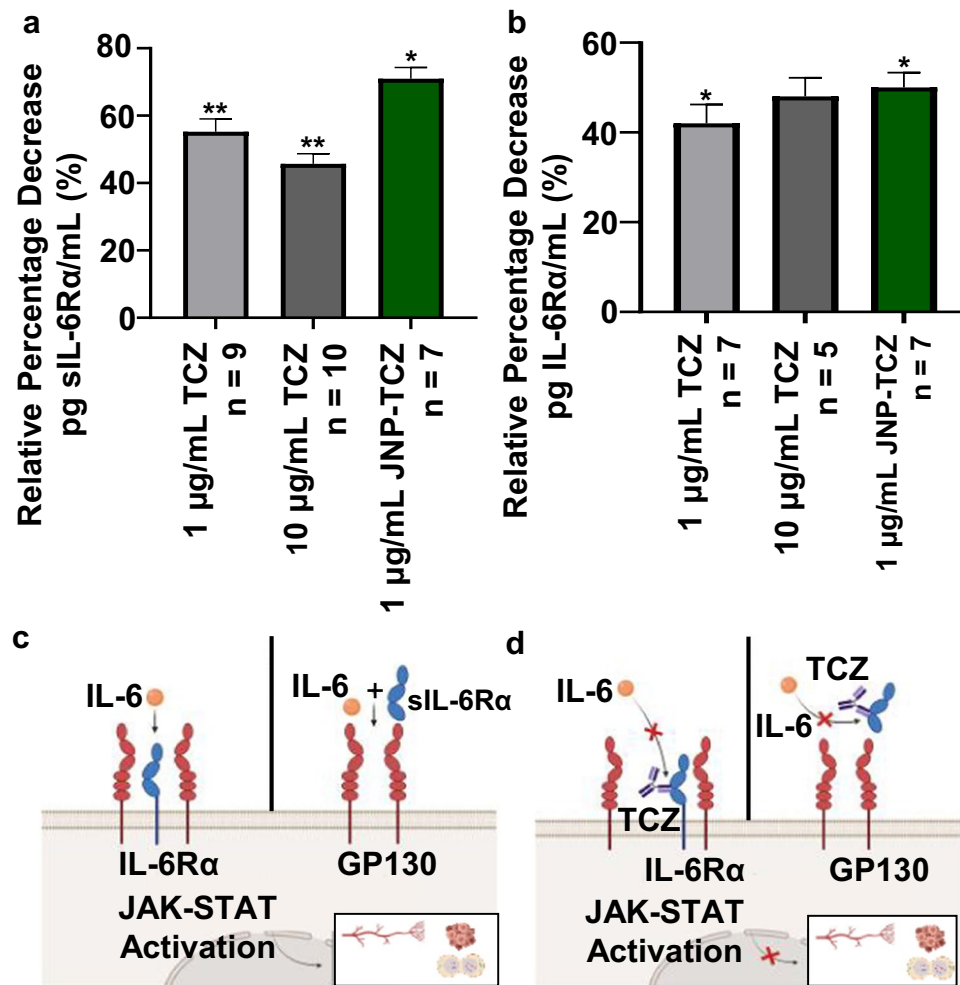 a
Relative Percentage Decrease
pg sIL-6Rα/mL (%)
80
60
40
20
0
**
**
*
1 µg/mL TCZ
n = 9
10 µg/mL TCZ
n = 10
1 µg/mL JNP-TCZ
n = 7
b
Relative Percentage Decrease
pg IL-6Rα/mL (%)
60
40
20
0
*
*
1 µg/mL TCZ
n = 7
10 µg/mL TCZ
n = 5
1 µg/mL JNP-TCZ
n = 7
c
IL-6
IL-6 + sIL-6Rα
IL-6Rα
GP130
JAK-STAT
Activation
d
IL-6
TCZ
IL-6
TCZ
IL-6Rα
GP130
JAK-STAT
Activation